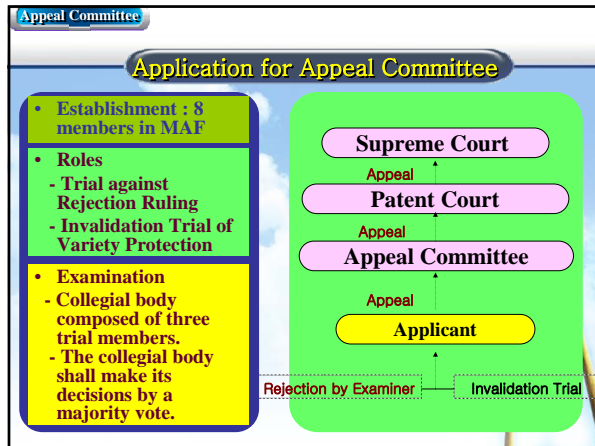 Appeal Committee
Application for Appeal Committee
• Establishment : 8
members in MAF
• Roles
- Trial against
Rejection Ruling
- Invalidation Trial of
Variety Protection
• Examination
- Collegial body
composed of three
trial members.
- The collegial body
shall make its
decisions by a
majority vote.
Supreme Court
Appeal
Patent Court
Appeal
Appeal Committee
Appeal
Applicant
Rejection by Examiner
Invalidation Trial